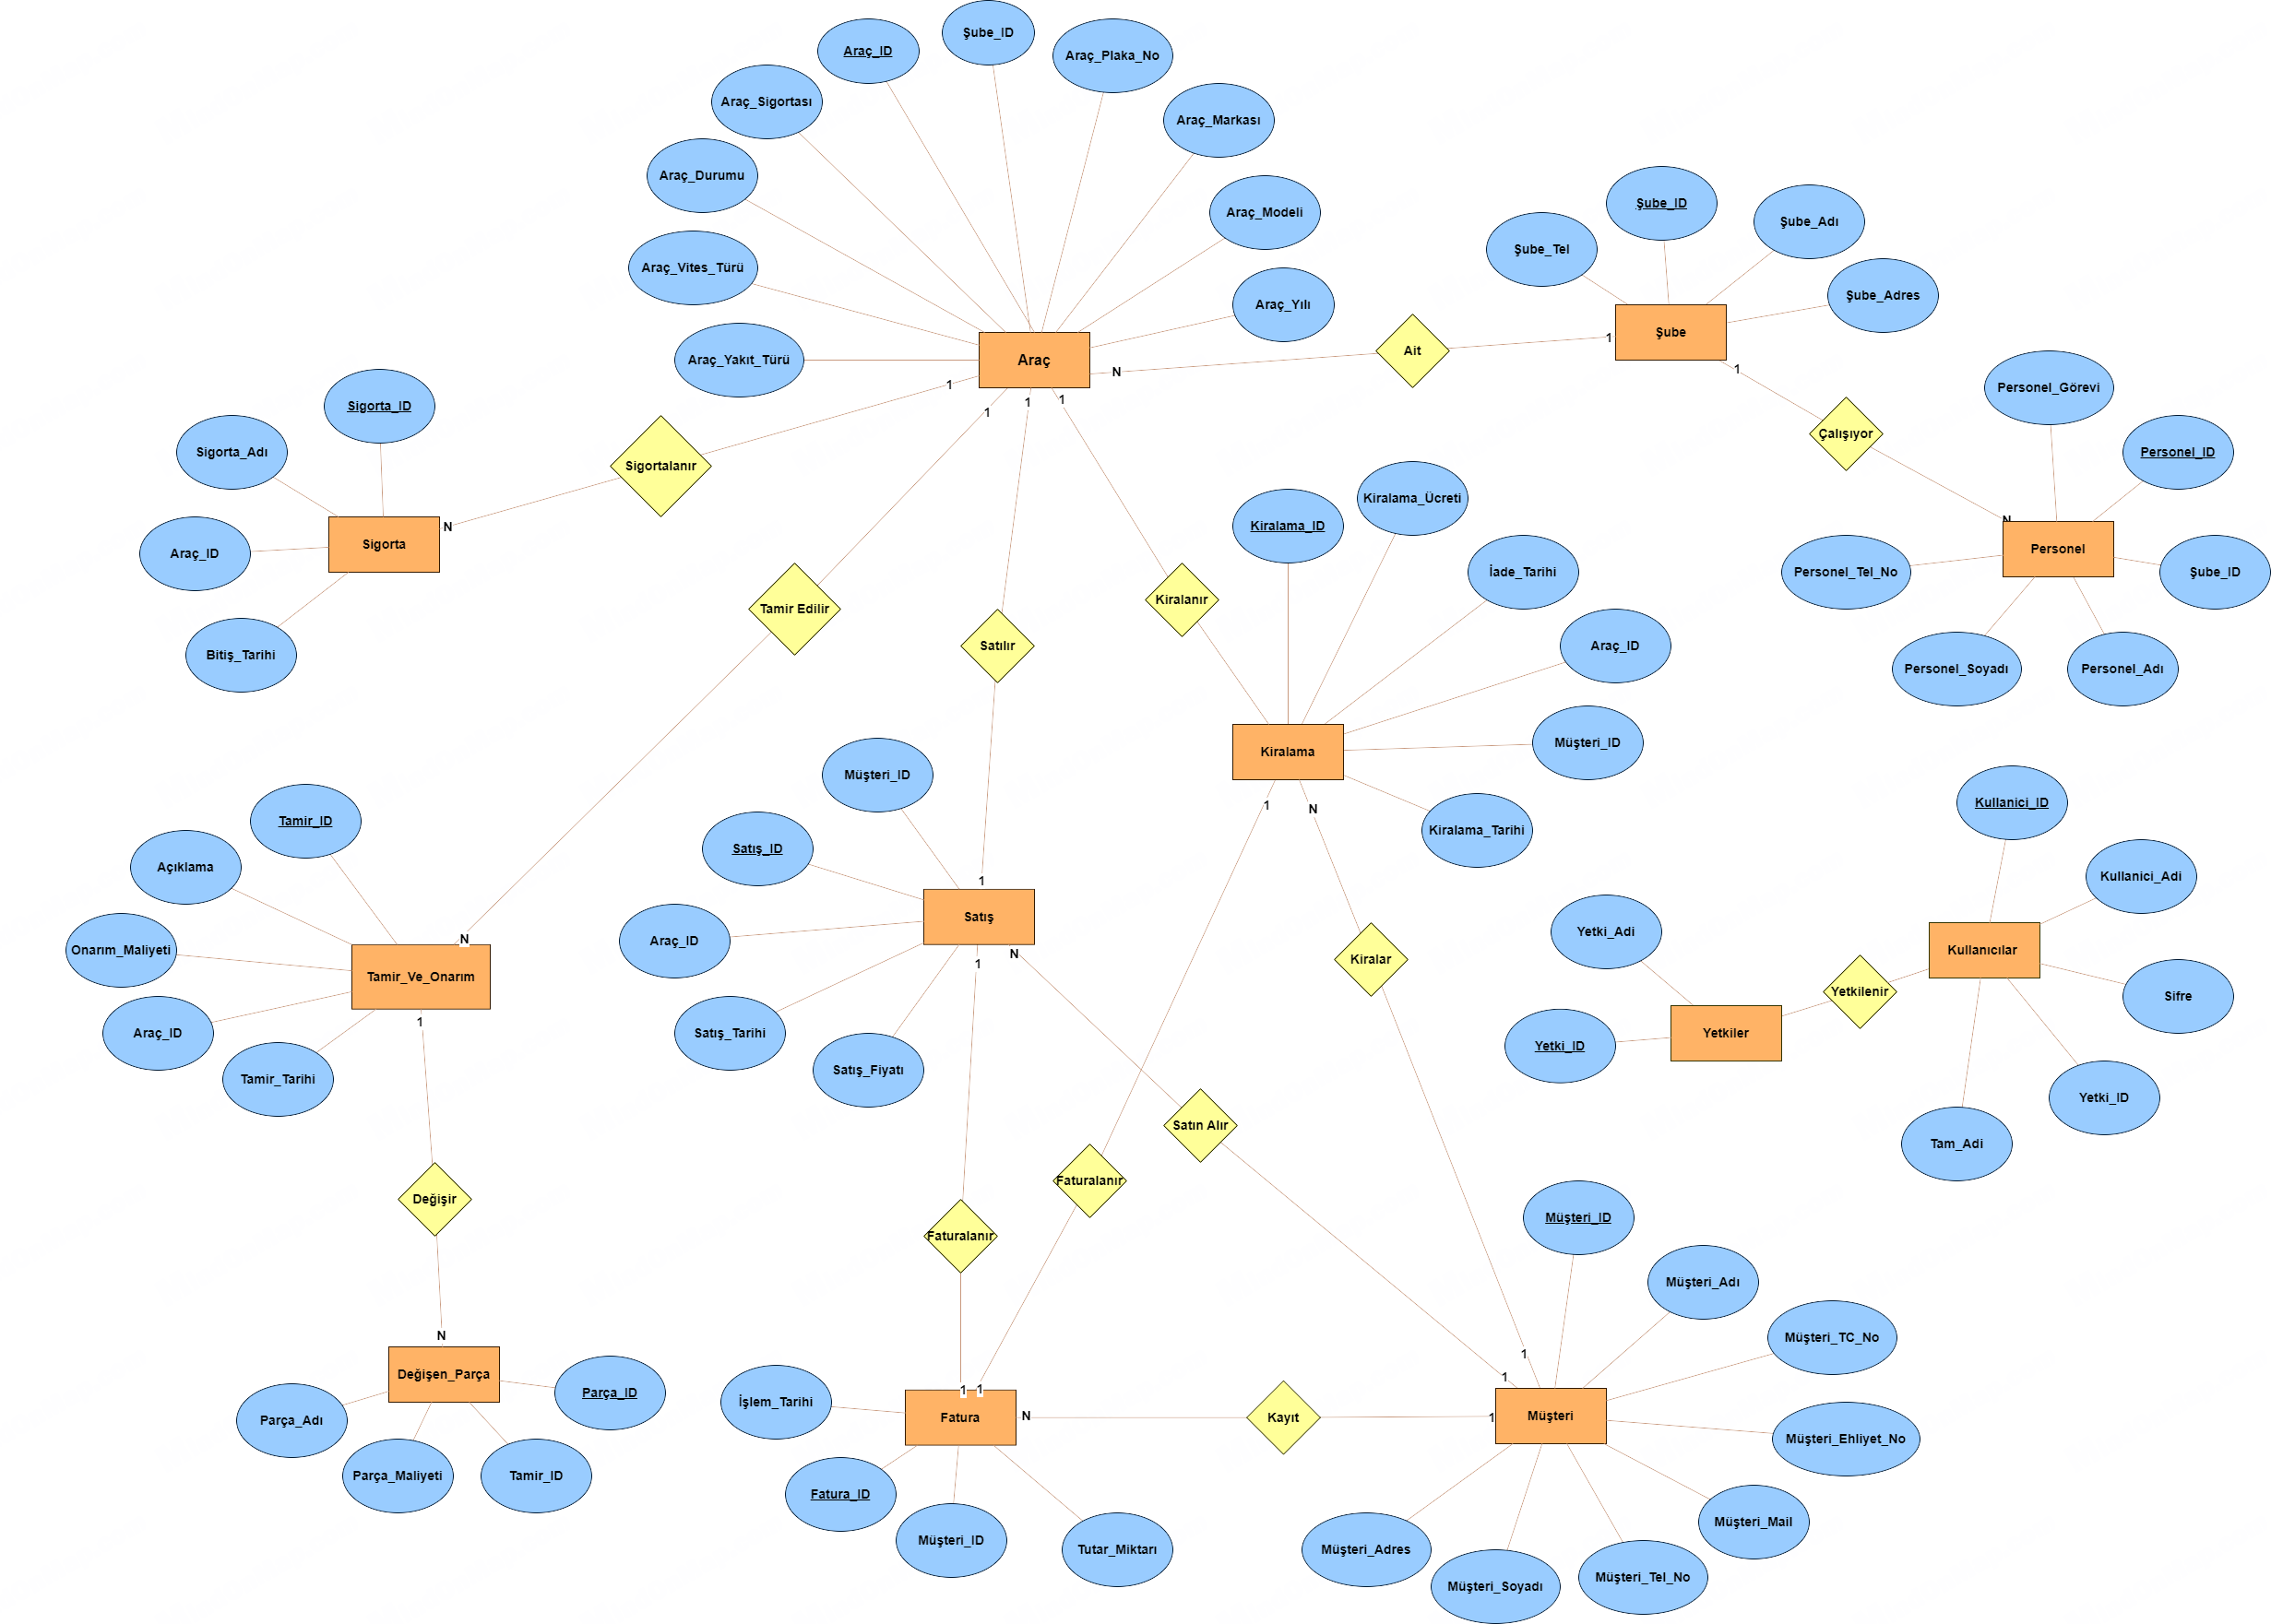 Şube_ID
Araç_ID
Araç_Plaka_No
Araç_Sigortası
Araç_Markası
Araç_Durumu
Araç_Modeli
Araç_Vites_Türü
Araç_Yılı
Araç_Yakıt_Türü
Araç
1
1
1
1
N
Ait
1
Şube_ID
Şube_Adı
Şube_Tel
Şube_Adres
Şube
1
Çalışıyor
N
Personel_Görevi
Personel_ID
Personel
Personel_Tel_No
Şube_ID
Personel_Soyadı
Personel_Adı
Sigorta_ID
Sigorta_Adı
Sigortalanır
N
Sigorta
Araç_ID
Bitiş_Tarihi
Tamir Edilir
Satılır
Kiralanır
Kiralama_ID
Kiralama_Ücreti
İade_Tarihi
Araç_ID
Müşteri_ID
Kiralama
Kiralama_Tarihi
1
N
Müşteri_ID
Satış_ID
1
Satış
Araç_ID
1
N
Satış_Tarihi
Satış_Fiyatı
Tamir_ID
Açıklama
N
Onarım_Maliyeti
Tamir_Ve_Onarım
Araç_ID
1
Tamir_Tarihi
Kiralar
Kullanici_ID
Kullanici_Adi
Yetki_Adi
Kullanıcılar
Yetkilenir
Sifre
Yetkiler
Yetki_ID
Yetki_ID
Tam_Adi
Satın Alır
Faturalanır
Faturalanır
Değişir
N
Değişen_Parça
Parça_ID
Parça_Adı
Parça_Maliyeti
Tamir_ID
1
1
İşlem_Tarihi
Fatura
N
Kayıt
1
1
1
Fatura_ID
Müşteri_ID
Tutar_Miktarı
Müşteri_ID
Müşteri_Adı
Müşteri_TC_No
Müşteri
Müşteri_Ehliyet_No
Müşteri_Mail
Müşteri_Adres
Müşteri_Soyadı
Müşteri_Tel_No